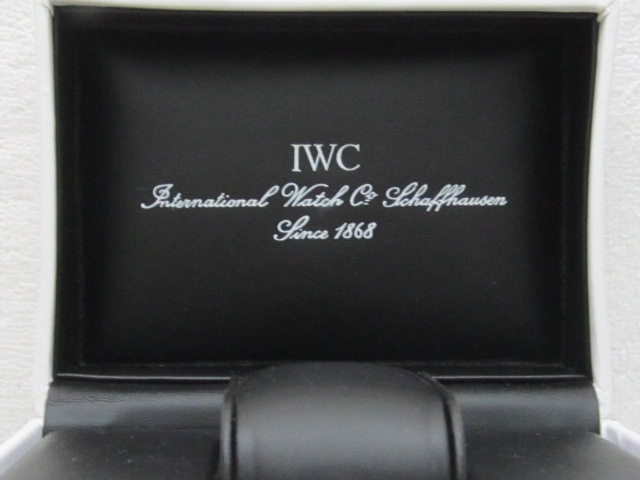 IWC
International Watch Co Schaffhausen
Since 1868